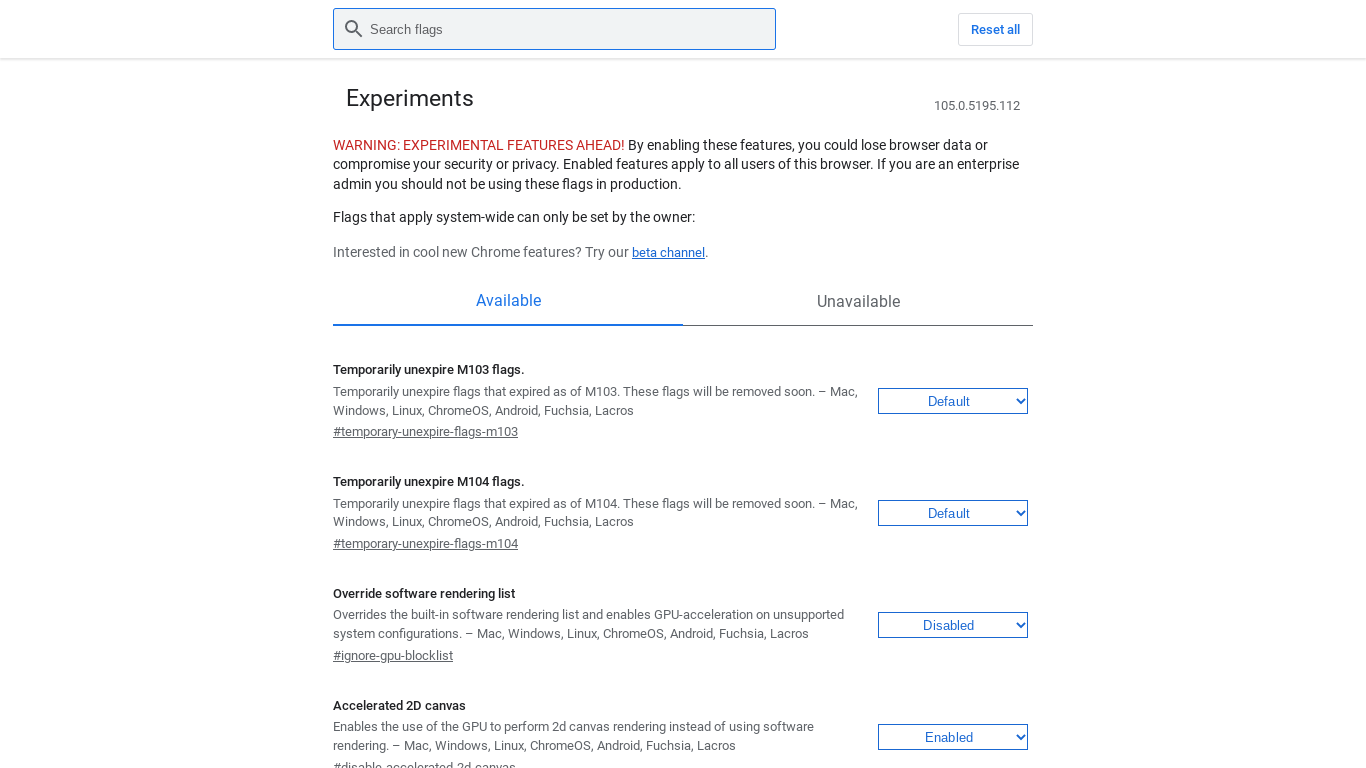 Search flags
Reset all
Experiments
105.0.5195.112
WARNING: EXPERIMENTAL FEATURES AHEAD! By enabling these features, you could lose browser data or
compromise your security or privacy. Enabled features apply to all users of this browser. If you are an enterprise
admin you should not be using these flags in production.
Flags that apply system-wide can only be set by the owner:
Interested in cool new Chrome features? Try our beta channel.
Available
Unavailable
Temporarily unexpire M103 flags.
Temporarily unexpire flags that expired as of M103. These flags will be removed soon. – Mac,
Windows, Linux, ChromeOS, Android, Fuchsia, Lacros
#temporary-unexpire-flags-m103
Default
Temporarily unexpire M104 flags.
Temporarily unexpire flags that expired as of M104. These flags will be removed soon. – Mac,
Windows, Linux, ChromeOS, Android, Fuchsia, Lacros
#temporary-unexpire-flags-m104
Default
Override software rendering list
Overrides the built-in software rendering list and enables GPU-acceleration on unsupported
system configurations. – Mac, Windows, Linux, ChromeOS, Android, Fuchsia, Lacros
#ignore-gpu-blocklist
Disabled
Accelerated 2D canvas
Enables the use of the GPU to perform 2d canvas rendering instead of using software
rendering. – Mac, Windows, Linux, ChromeOS, Android, Fuchsia, Lacros
#disable-accelerated-2d-canvas
Enabled